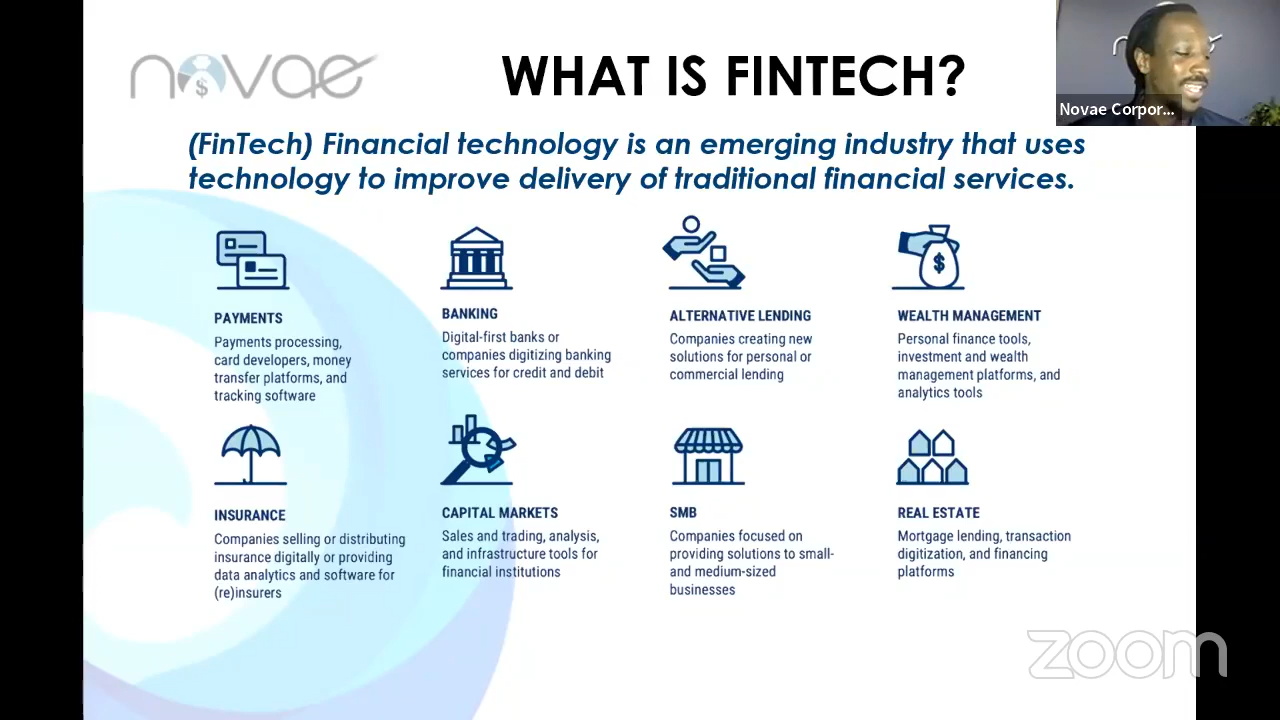 novae
WHAT IS FINTECH?
Novae Corpor...
(FinTech) Financial technology is an emerging industry that uses
technology to improve delivery of traditional financial services.
PAYMENTS
Payments processing,
card developers, money
transfer platforms, and
tracking software
BANKING
Digital-first banks or
companies digitizing banking
services for credit and debit
ALTERNATIVE LENDING
Companies creating new
solutions for personal or
commercial lending
$
WEALTH MANAGEMENT
Personal finance tools,
investment and wealth
management platforms, and
analytics tools
INSURANCE
Companies selling or distributing
insurance digitally or providing
data analytics and software for
(re)insurers
CAPITAL MARKETS
Sales and trading, analysis,
and infrastructure tools for
financial institutions
SMB
Companies focused on
providing solutions to small-
and medium-sized
businesses
REAL ESTATE
Mortgage lending, transaction
digitization, and financing
platforms
zoom